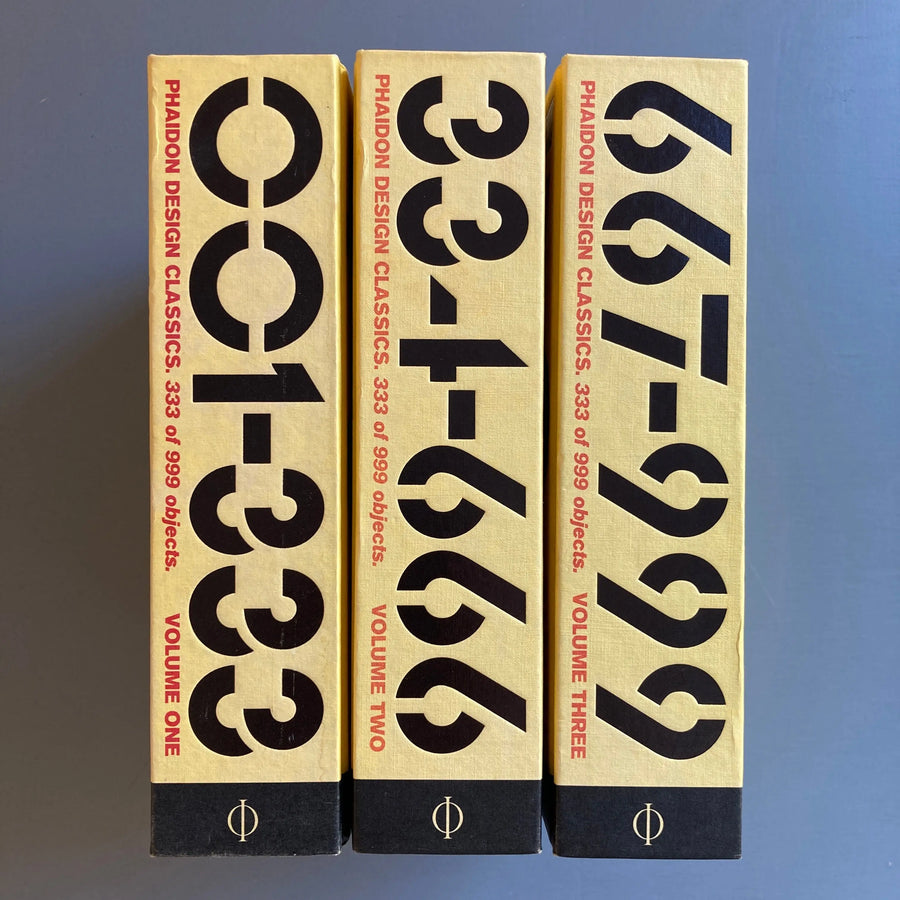 001-333
PHAIDON DESIGN CLASSICS. 333 of 999 objects. VOLUME ONE
334-666
PHAIDON DESIGN CLASSICS. 333 of 999 objects. VOLUME TWO
667-999
PHAIDON DESIGN CLASSICS. 333 of 999 objects. VOLUME THREE